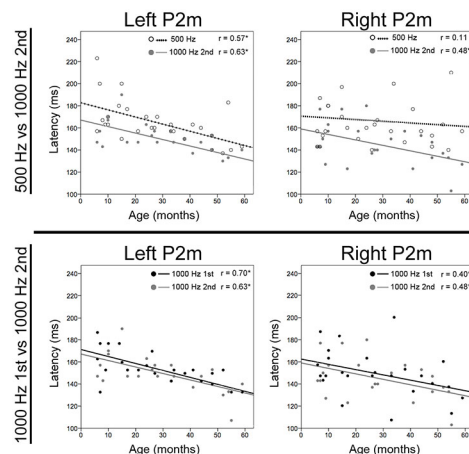 500 Hz vs 1000 Hz 2nd
Left P2m
Latency (ms)
240
220
200
180
160
140
120
100
500 Hz r = 0.57*
1000 Hz 2nd r = 0.63*
0 10 20 30 40 50 60
Age (months)
Right P2m
Latency (ms)
240
220
200
180
160
140
120
100
500 Hz r = 0.11
1000 Hz 2nd r = 0.48*
0 10 20 30 40 50 60
Age (months)
1000 Hz 1st vs 1000 Hz 2nd
Left P2m
Latency (ms)
240
220
200
180
160
140
120
100
1000 Hz 1st r = 0.70*
1000 Hz 2nd r = 0.63*
0 10 20 30 40 50 60
Age (months)
Right P2m
Latency (ms)
240
220
200
180
160
140
120
100
1000 Hz 1st r = 0.40*
1000 Hz 2nd r = 0.48*
0 10 20 30 40 50 60
Age (months)